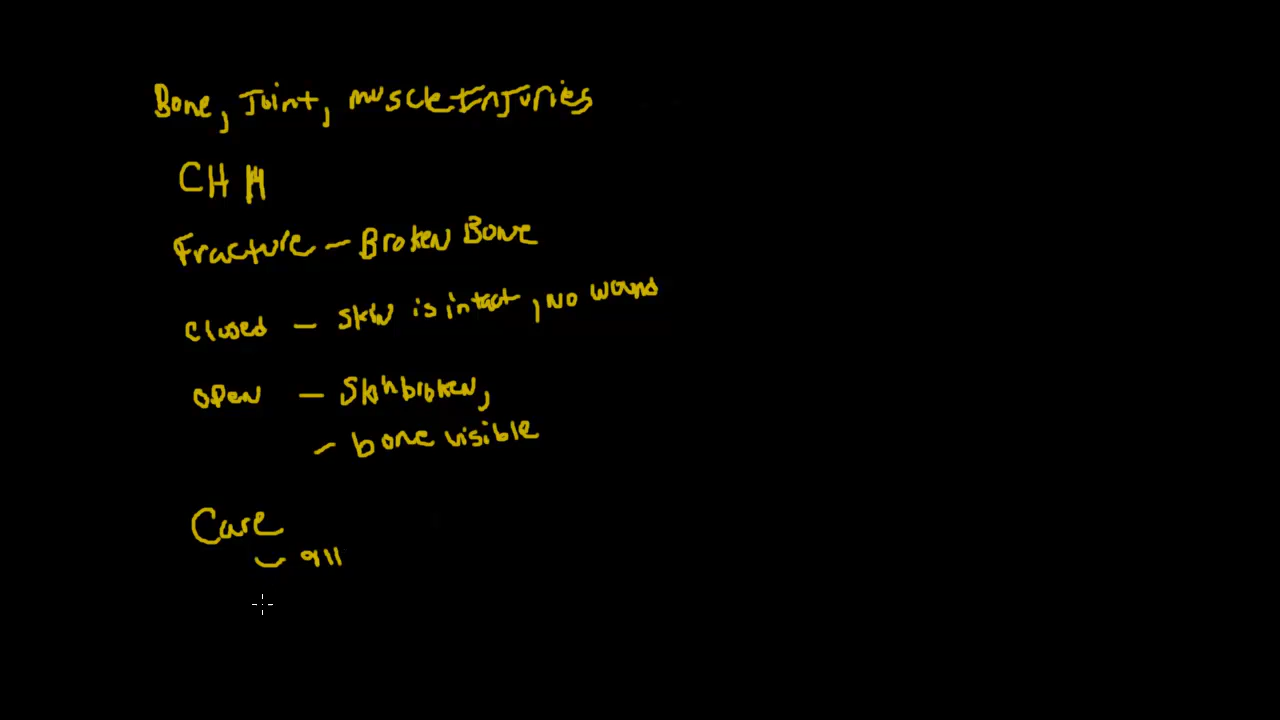 Bone, Joint, muscle Injuries
CH 14
Fracture - Broken Bone
closed - skin is intact, No wound
open - Skin broken,
- bone visible
Care
- 911